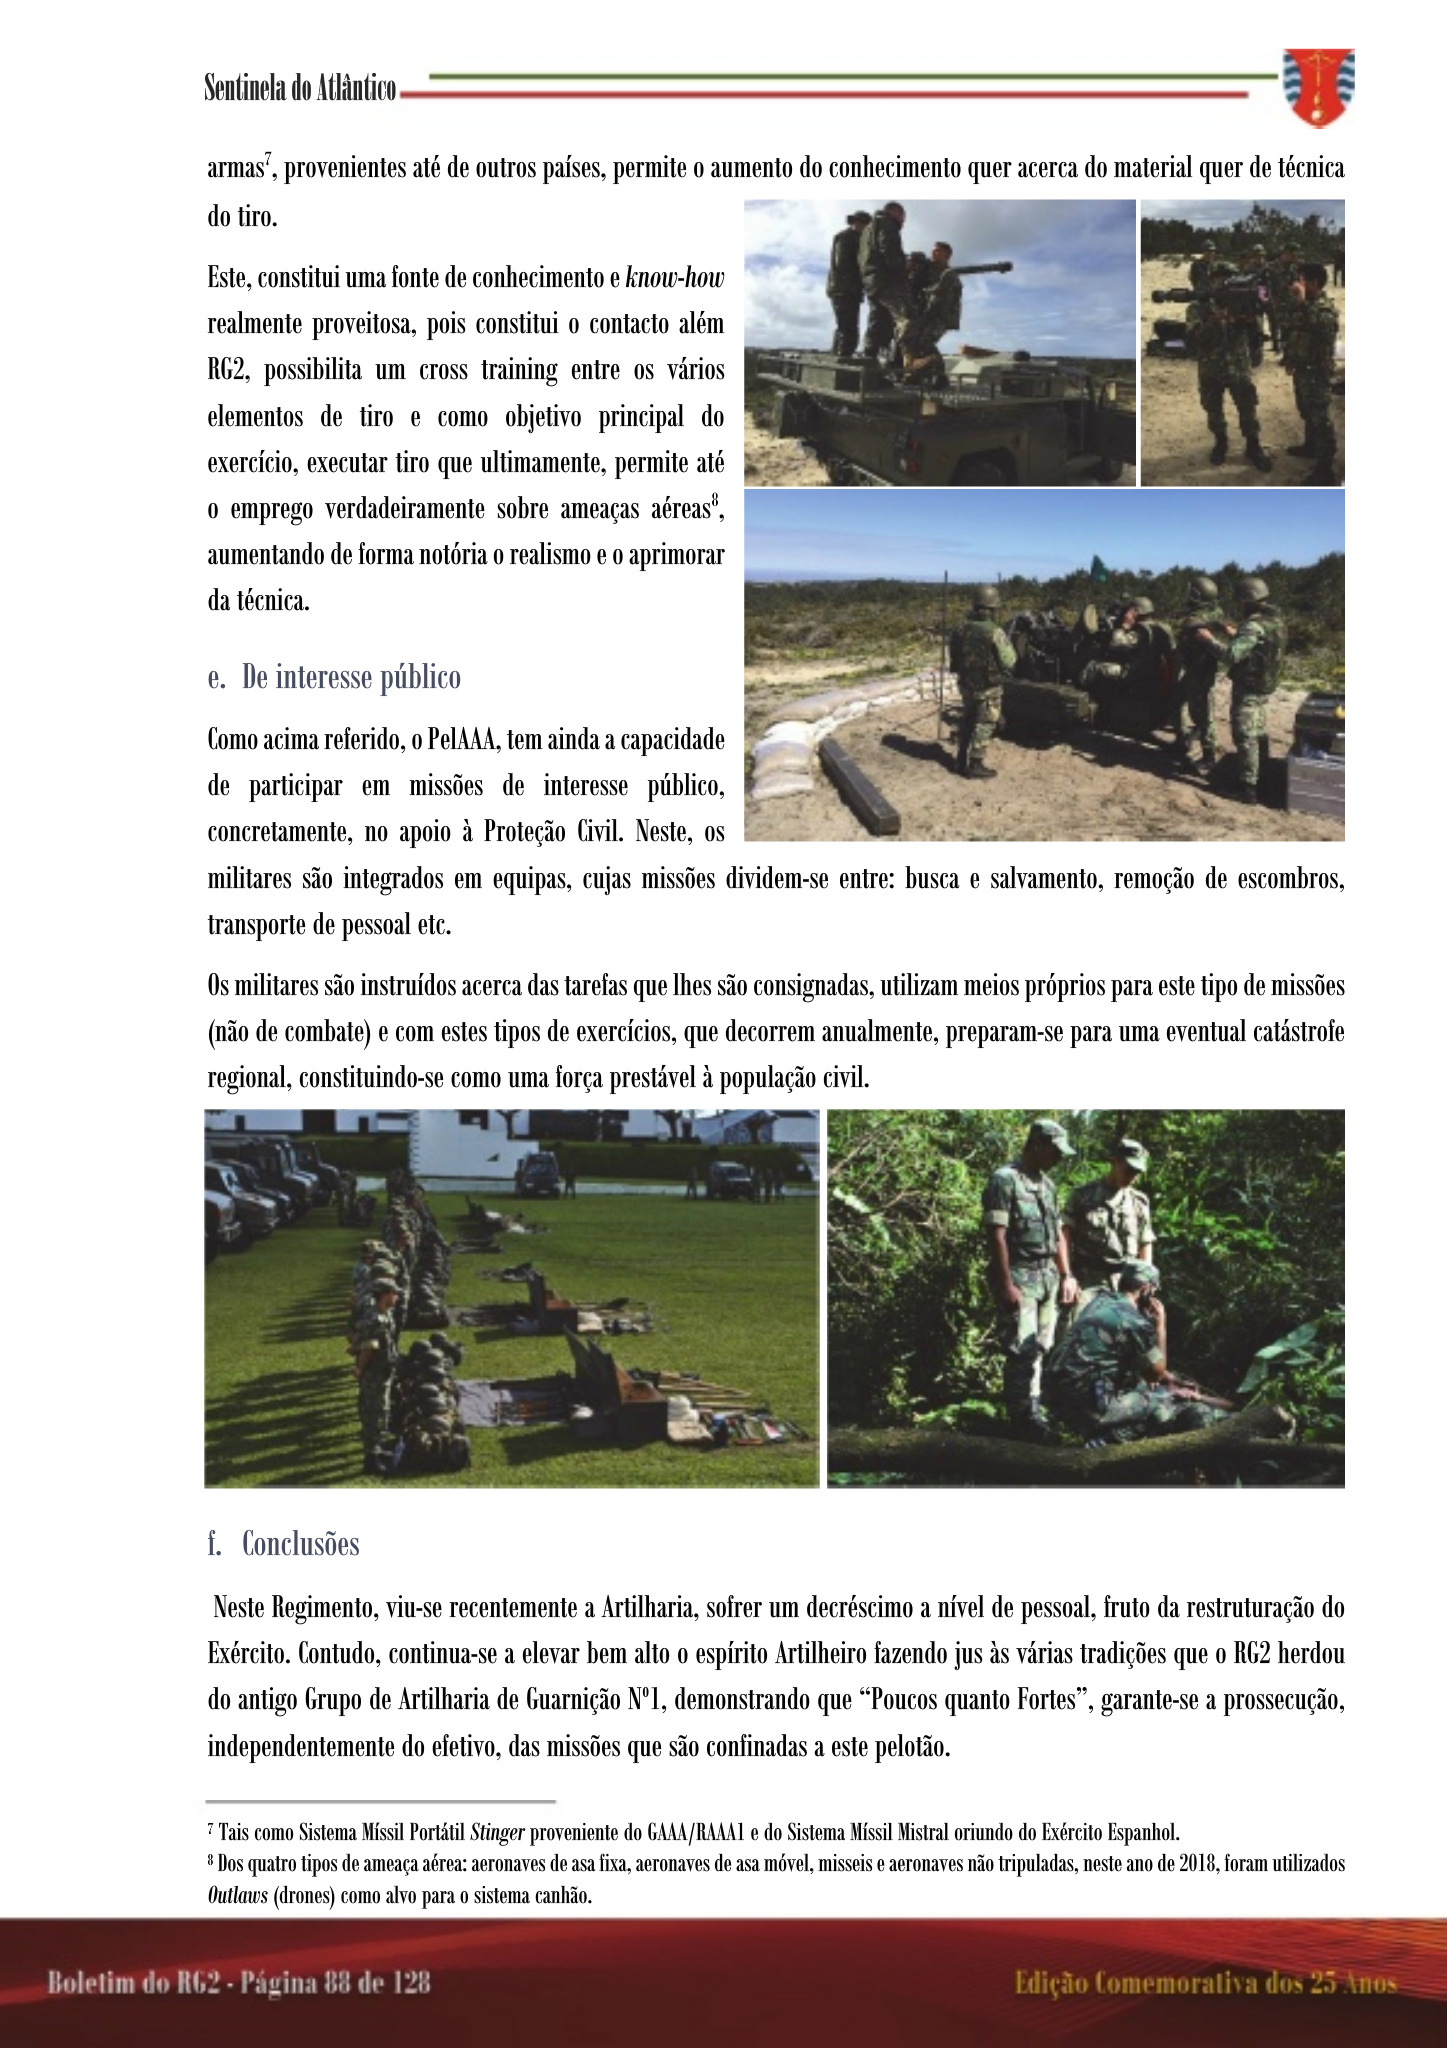 Sentinela do Atlântico
armas⁷, provenientes até de outros países, permite o aumento do conhecimento quer acerca do material quer de técnica
do tiro.
Este, constitui uma fonte de conhecimento e know-how
realmente proveitosa, pois constitui o contacto além
RG2, possibilita um cross training entre os vários
elementos de tiro e como objetivo principal do
exercício, executar tiro que ultimamente, permite até
o emprego verdadeiramente sobre ameaças aéreas⁸,
aumentando de forma notória o realismo e o aprimorar
da técnica.
e. De interesse público
Como acima referido, o PelAAA, tem ainda a capacidade
de participar em missões de interesse público,
concretamente, no apoio à Proteção Civil. Neste, os
militares são integrados em equipas, cujas missões dividem-se entre: busca e salvamento, remoção de escombros,
transporte de pessoal etc.
Os militares são instruídos acerca das tarefas que lhes são consignadas, utilizam meios próprios para este tipo de missões
(não de combate) e com estes tipos de exercícios, que decorrem anualmente, preparam-se para uma eventual catástrofe
regional, constituindo-se como uma força prestável à população civil.
f. Conclusões
Neste Regimento, viu-se recentemente a Artilharia, sofrer um decréscimo a nível de pessoal, fruto da restruturação do
Exército. Contudo, continua-se a elevar bem alto o espírito Artilheiro fazendo jus às várias tradições que o RG2 herdou
do antigo Grupo de Artilharia de Guarnição Nº1, demonstrando que “Poucos quanto Fortes”, garante-se a prossecução,
independentemente do efetivo, das missões que são confinadas a este pelotão.
⁷ Tais como Sistema Míssil Portátil Stinger proveniente do GAAA/RAAA1 e do Sistema Míssil Mistral oriundo do Exército Espanhol.
⁸ Dos quatro tipos de ameaça aérea: aeronaves de asa fixa, aeronaves de asa móvel, misseis e aeronaves não tripuladas, neste ano de 2018, foram utilizados
Outlaws (drones) como alvo para o sistema canhão.
Boletim do RG2 - Página 88 de 128
Edição Comemorativa dos 25 Anos